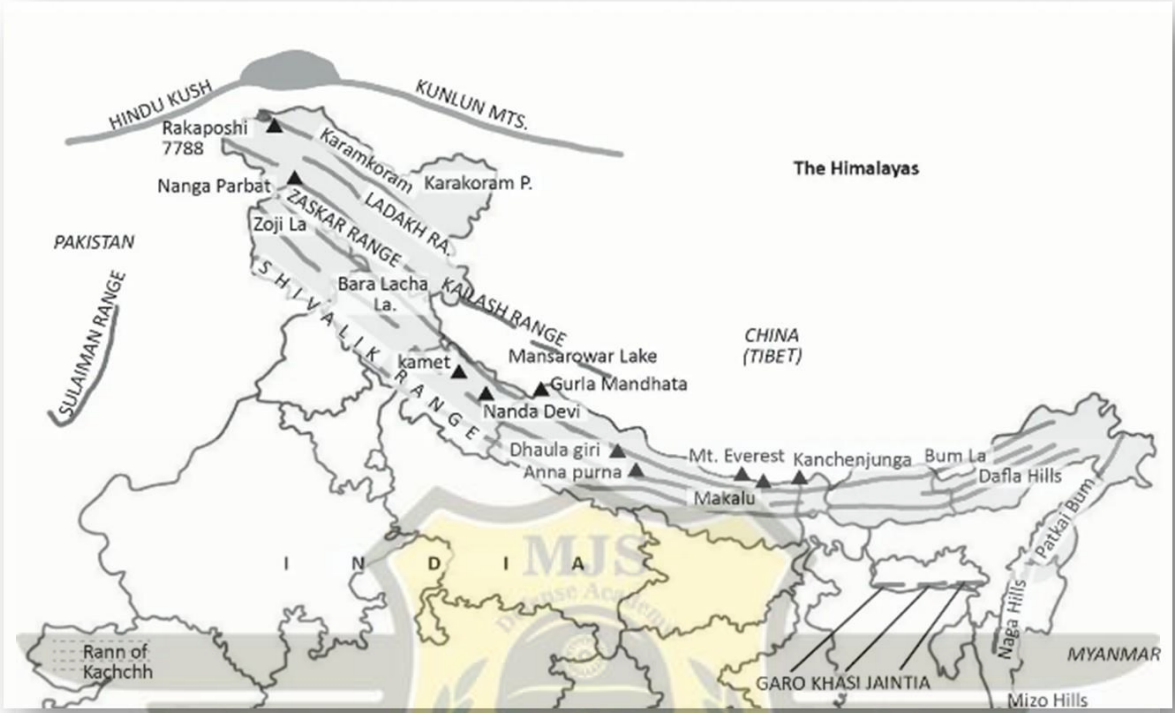 HINDU KUSH
KUNLUN MTS.
Rakaposhi
7788
Karamkoram
Karakoram P.
The Himalayas
Nanga Parbat
ZASKAR RANGE
LADAKH RA.
Zoji La
PAKISTAN
SULAIMAN RANGE
SHIVALIK RANGE
Bara Lacha
La.
KAILASH RANGE
CHINA
(TIBET)
Mansarowar Lake
kamet
Gurla Mandhata
Nanda Devi
Dhaula giri
Anna purna
Mt. Everest
Kanchenjunga
Bum La
Dafla Hills
Makalu
Patkai Bum
INDIA
MJS
Defense Academy
Naga Hills
Rann of
Kachchh
GARO KHASI JAINTIA
MYANMAR
Mizo Hills